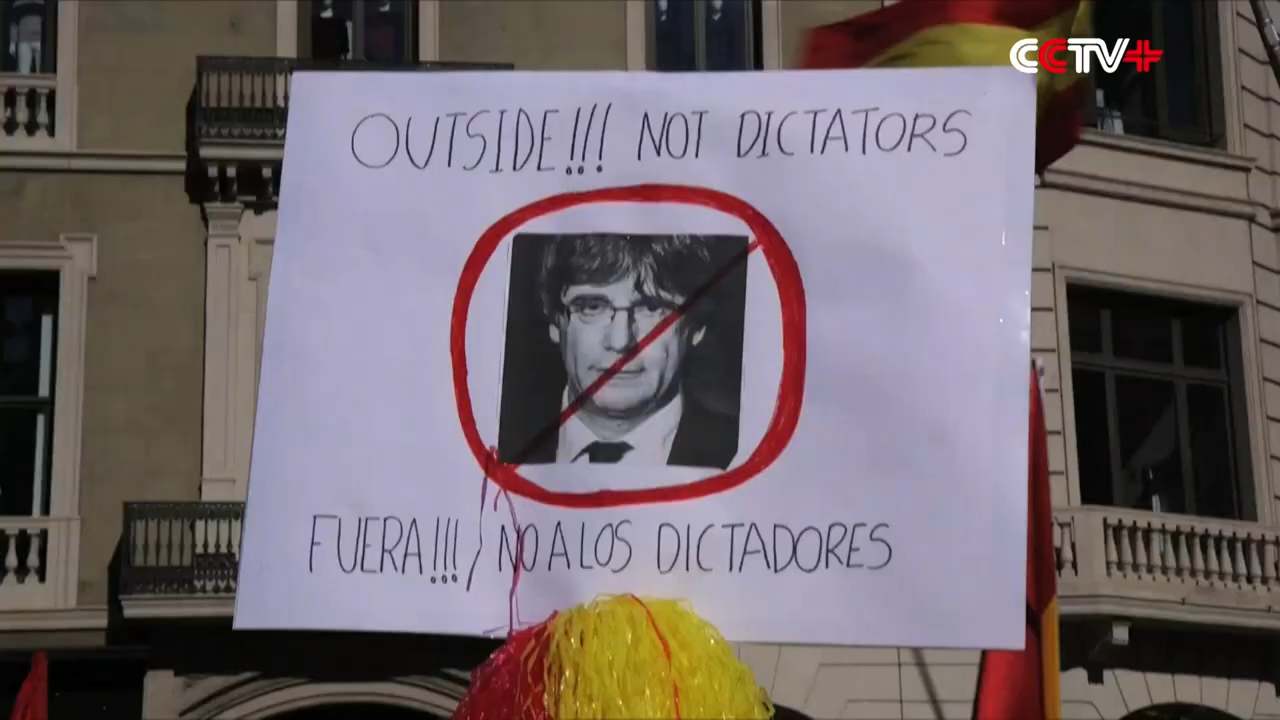 CCTV+
OUTSIDE!!! NOT DICTATORS
FUERA!!! / NO A LOS DICTADORES